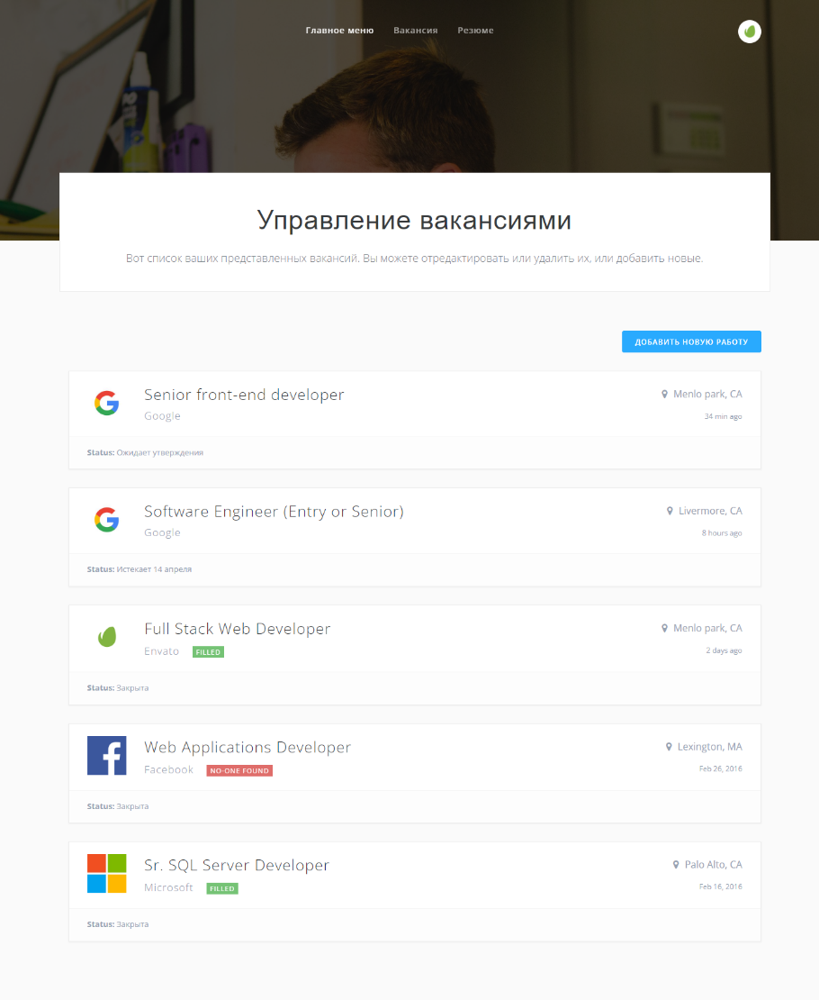 Главное меню Вакансия Резюме
Управление вакансиями
Вот список ваших представленных вакансий. Вы можете отредактировать или удалить их, или добавить новые.
ДОБАВИТЬ НОВУЮ РАБОТУ
Senior front-end developer Menlo park, CA
Google 34 min ago
Status: Ожидает утверждения
Software Engineer (Entry or Senior) Livermore, CA
Google 8 hours ago
Status: Истекает 14 апреля
Full Stack Web Developer Menlo park, CA
Envato FILLED 2 days ago
Status: Закрыта
Web Applications Developer Lexington, MA
Facebook NO-ONE FOUND Feb 26, 2016
Status: Закрыта
Sr. SQL Server Developer Palo Alto, CA
Microsoft FILLED Feb 16, 2016
Status: Закрыта